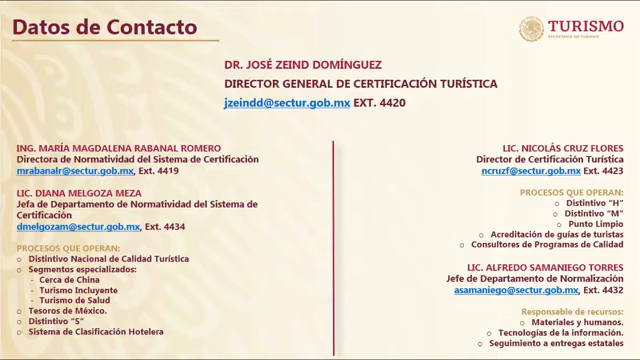 Datos de Contacto
TURISMO
SECRETARÍA DE TURISMO
DR. JOSÉ ZEIND DOMÍNGUEZ
DIRECTOR GENERAL DE CERTIFICACIÓN TURÍSTICA
jzeindd@sectur.gob.mx EXT. 4420
ING. MARÍA MAGDALENA RABANAL ROMERO
Directora de Normatividad del Sistema de Certificación
mrabanalr@sectur.gob.mx, Ext. 4419
LIC. DIANA MELGOZA MEZA
Jefa de Departamento de Normatividad del Sistema de
Certificación
dmelgozam@sectur.gob.mx, Ext. 4434
PROCESOS QUE OPERAN:
o Distintivo Nacional de Calidad Turística
o Segmentos especializados:
- Cerca de China
- Turismo Incluyente
- Turismo de Salud
o Tesoros de México.
o Distintivo "S"
o Sistema de Clasificación Hotelera
LIC. NICOLÁS CRUZ FLORES
Director de Certificación Turística
ncruzf@sectur.gob.mx Ext. 4423
PROCESOS QUE OPERAN:
o Distintivo "H"
o Distintivo "M"
o Punto Limpio
o Acreditación de guías de turistas
o Consultores de Programas de Calidad
LIC. ALFREDO SAMANIEGO TORRES
Jefe de Departamento de Normalización
asamaniego@sectur.gob.mx, Ext. 4432
Responsable de recursos:
o Materiales y humanos.
o Tecnologías de la información.
o Seguimiento a entregas estatales